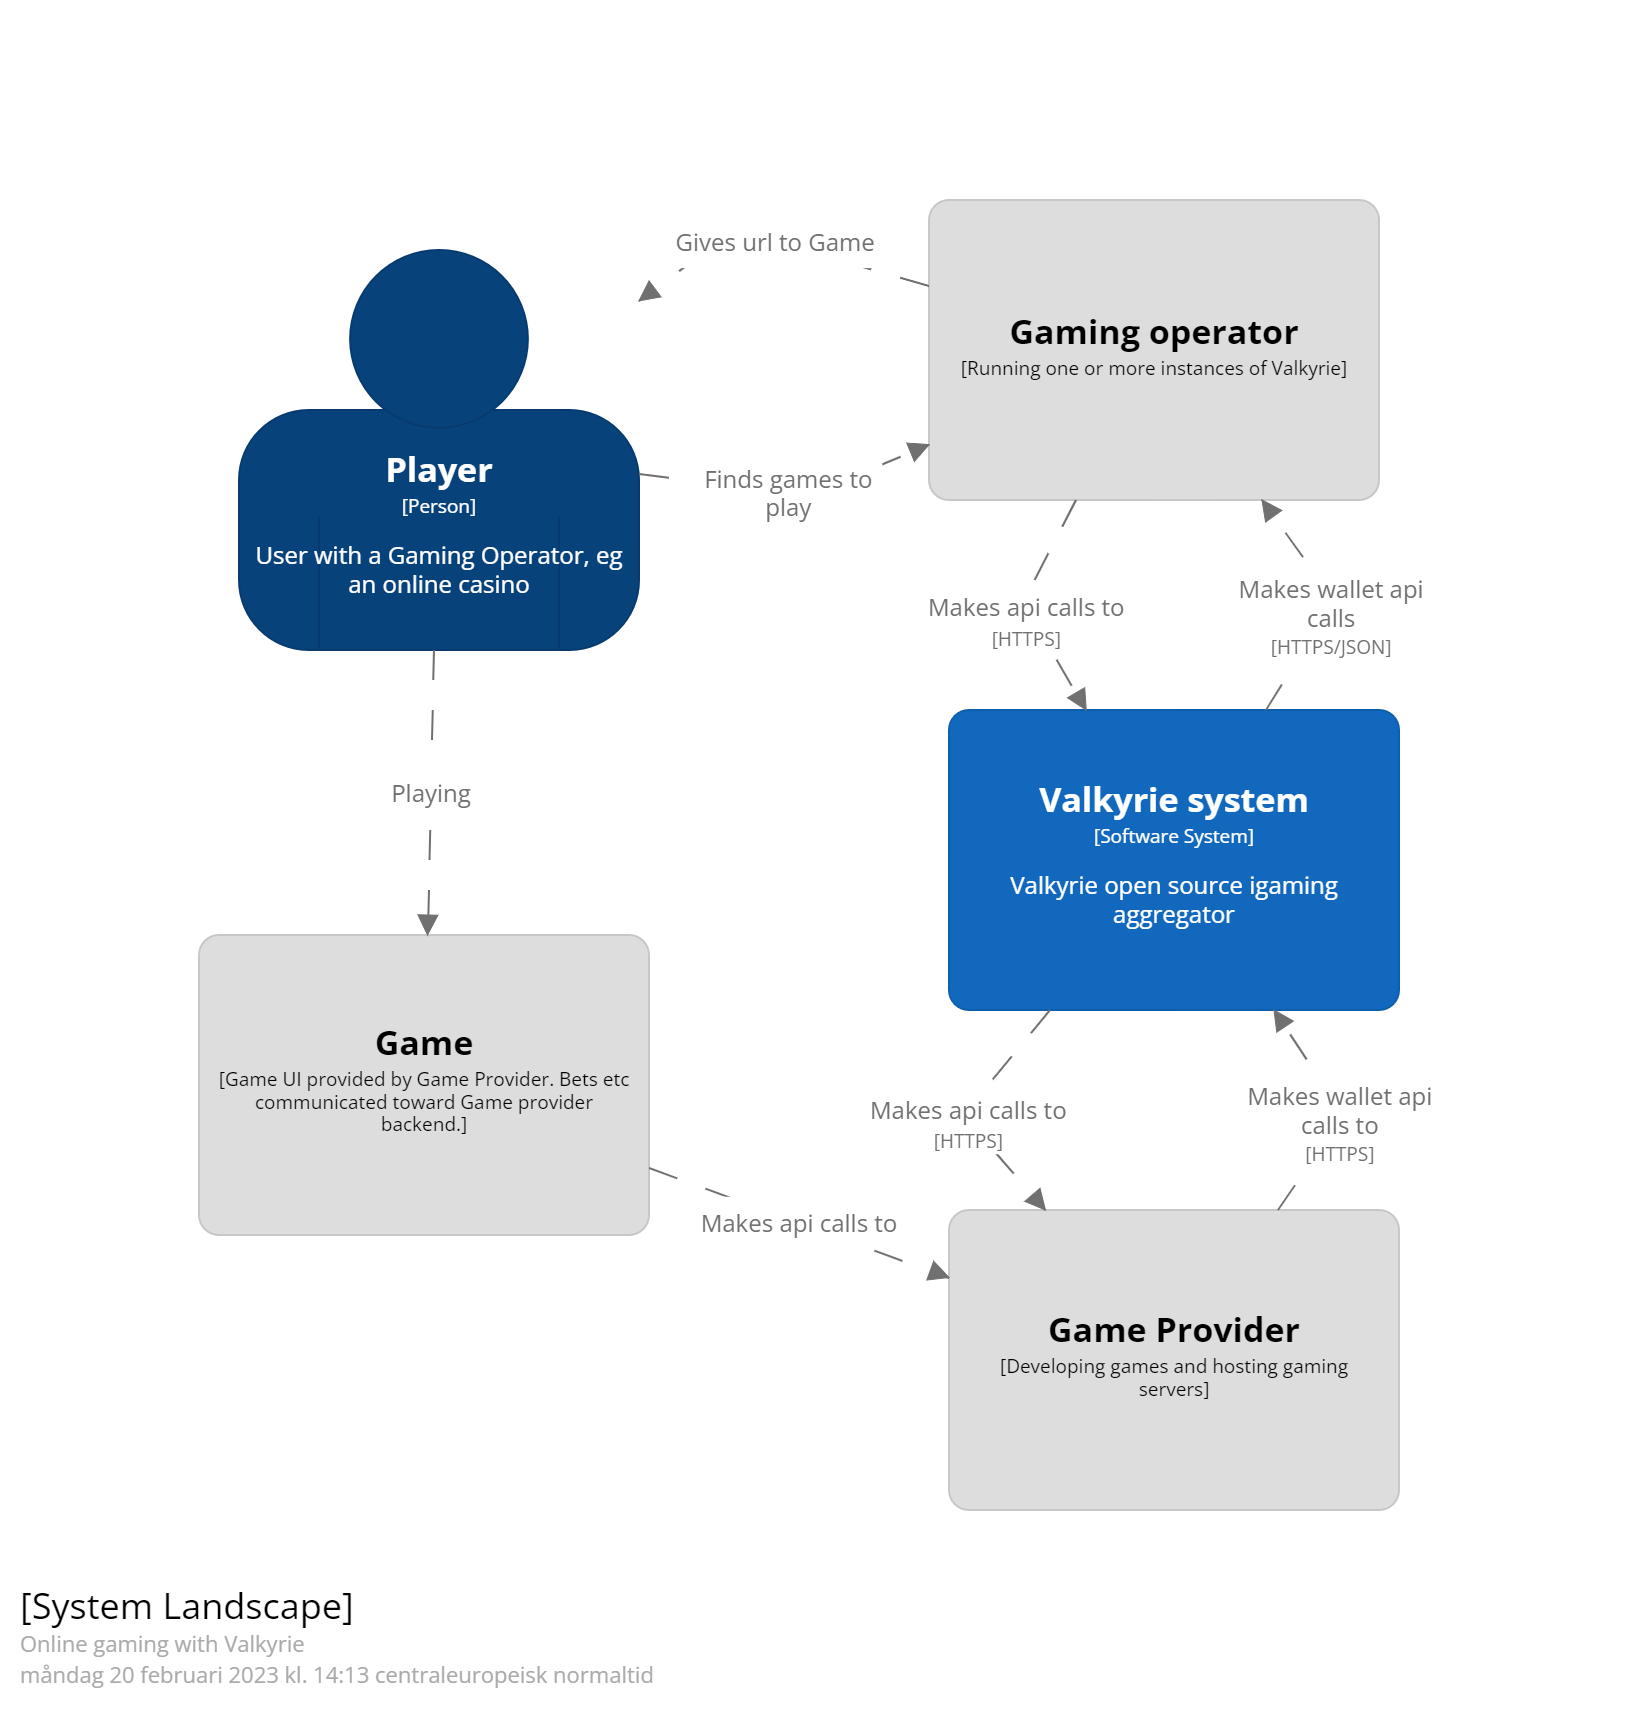 Gives url to Game
Gaming operator
[Running one or more instances of Valkyrie]
Player
[Person]
User with a Gaming Operator, eg
an online casino
Finds games to
play
Makes api calls to
[HTTPS]
Makes wallet api
calls
[HTTPS/JSON]
Playing
Valkyrie system
[Software System]
Valkyrie open source igaming
aggregator
Game
[Game UI provided by Game Provider. Bets etc
communicated toward Game provider
backend.]
Makes api calls to
[HTTPS]
Makes wallet api
calls to
[HTTPS]
Makes api calls to
Game Provider
[Developing games and hosting gaming
servers]
[System Landscape]
Online gaming with Valkyrie
måndag 20 februari 2023 kl. 14:13 centraleuropeisk normaltid